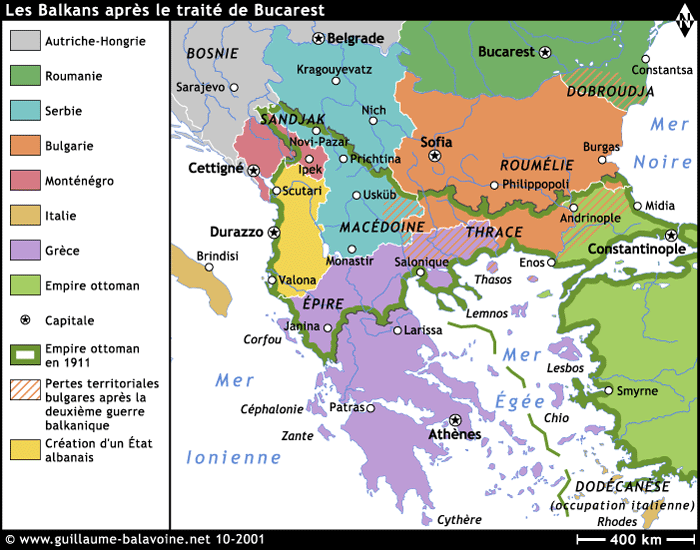 Les Balkans après le traité de Bucarest
N
Autriche-Hongrie
Roumanie
Serbie
Bulgarie
Monténégro
Italie
Grèce
Empire ottoman
Capitale
Empire ottoman
en 1911
Pertes territoriales
bulgares après la
deuxième guerre
balkanique
Création d'un État
albanais
Belgrade
BOSNIE
Bucarest
Kragouyevatz
Constantsa
Sarajevo
DOBROUDJA
Nich
SANDJAK
Mer
Noire
Novi-Pazar
Sofia
Burgas
Cettigné
Ipek
Prichtina
ROUMÉLIE
Scutari
Philippopoli
Usküb
Andrinople
Midia
Durazzo
MACÉDOINE
THRACE
Constantinople
Brindisi
Monastir
Salonique
Enos
Valona
Thasos
ÉPIRE
Lemnos
Janina
Larissa
Corfou
Mer
Égée
Lesbos
Mer
Ionienne
Smyrne
Céphalonie
Patras
Chio
Zante
Athènes
DODÉCANÈSE
(occupation italienne)
Rhodes
Cythère
© www.guillaume-balavoine.net 10-2001
400 km